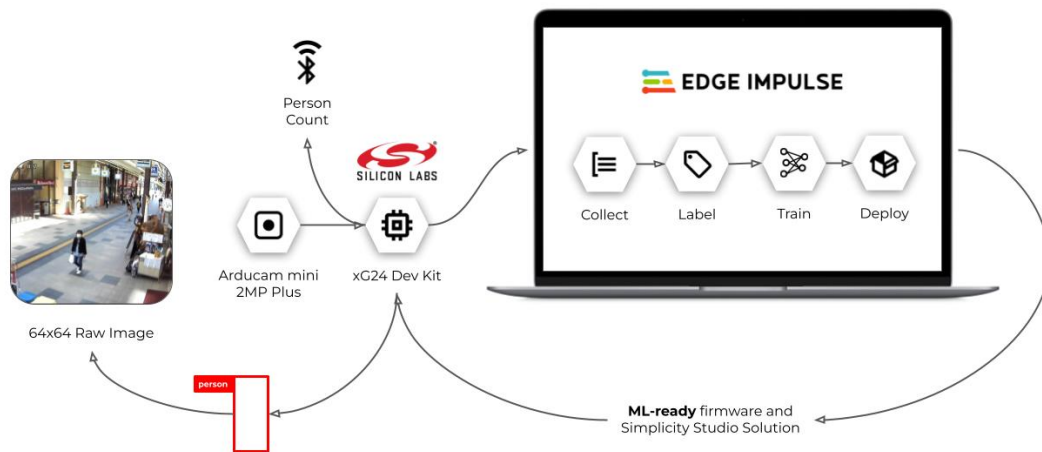 EDGE IMPULSE
Person
Count
SILICON LABS
Collect
Label
Train
Deploy
Arducam mini
2MP Plus
xG24 Dev Kit
64x64 Raw Image
person
ML-ready firmware and
Simplicity Studio Solution